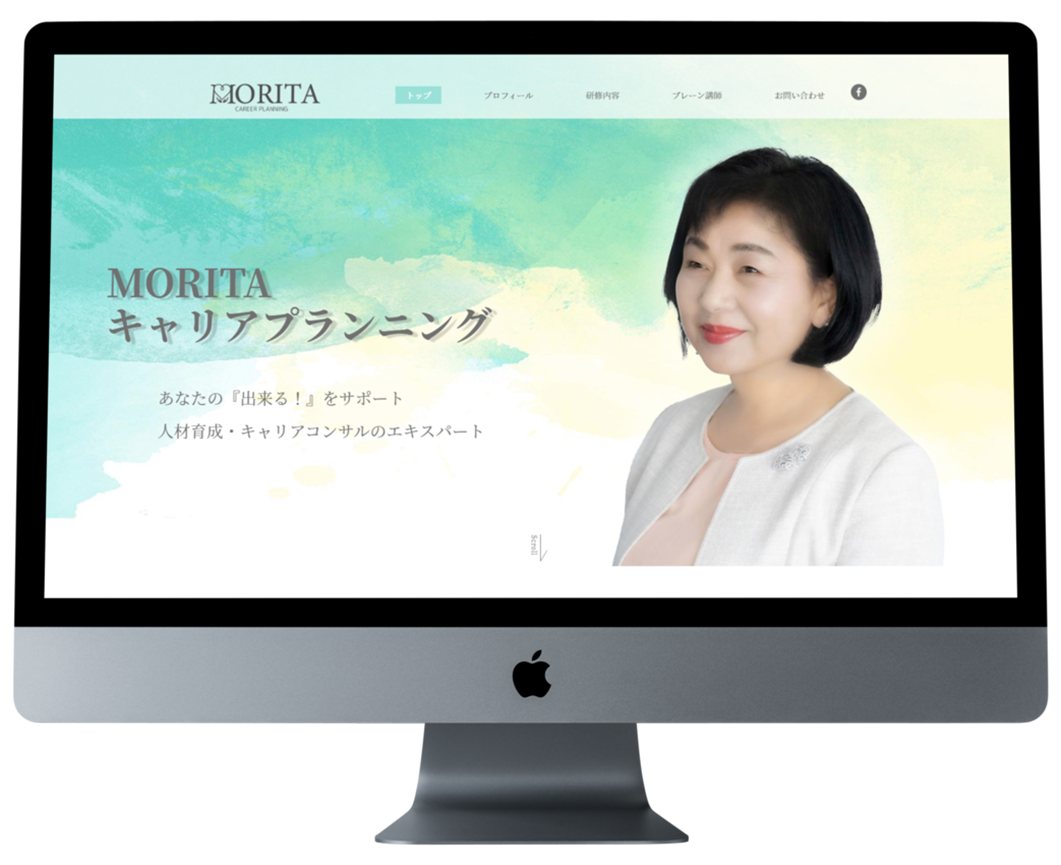 MORITA
CAREER PLANNING
トップ
プロフィール
研修内容
ブレーン講師
お問い合わせ
f
MORITA
キャリアプランニング
あなたの『出来る！』をサポート
人材育成・キャリアコンサルのエキスパート
Scroll